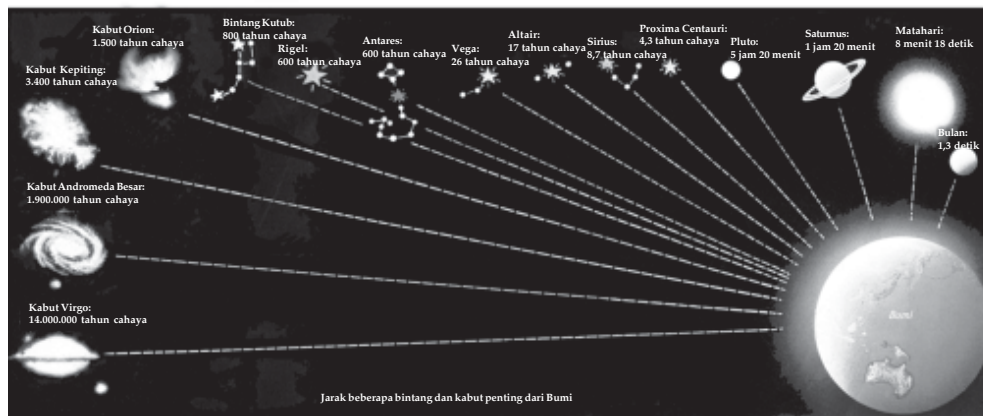 Kabut Orion:
1.500 tahun cahaya
Bintang Kutub:
800 tahun cahaya
Rigel:
600 tahun cahaya
Antares:
600 tahun cahaya
Vega:
26 tahun cahaya
Altair:
17 tahun cahaya
Sirius:
8,7 tahun cahaya
Proxima Centauri:
4,3 tahun cahaya
Pluto:
5 jam 20 menit
Saturnus:
1 jam 20 menit
Matahari:
8 menit 18 detik
Bulan:
1,3 detik
Kabut Kepiting:
3.400 tahun cahaya
Kabut Andromeda Besar:
1.900.000 tahun cahaya
Kabut Virgo:
14.000.000 tahun cahaya
Bumi
Jarak beberapa bintang dan kabut penting dari Bumi